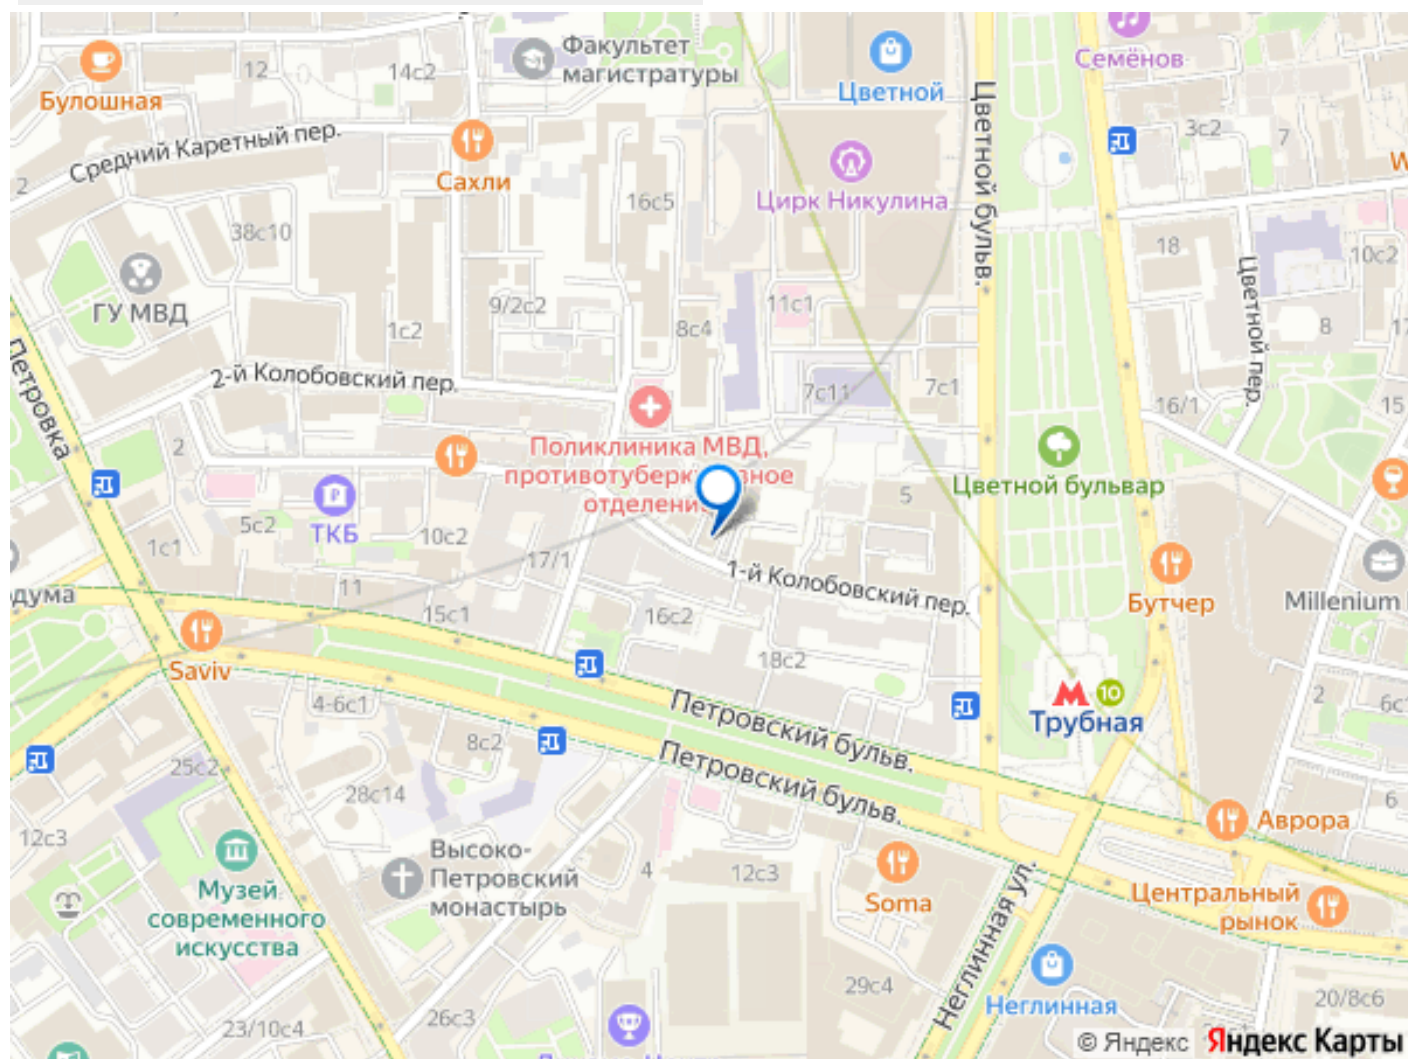 Факультет
магистратуры
Семёнов
Булошная
12
14с2
Цветной
Цветной бульв.
3с2
7
Средний Каретный пер.
Сахли
2
16с5
Цирк Никулина
38с10
18
10с2
ГУ МВД
9/2с2
11с1
1с2
8с4
Цветной пер.
8
Петровка
2-й Колобовский пер.
7с11
7с1
16/1
15
2
Поликлиника МВД,
Цветной бульвар
5
5с2
ТКБ
10с2
1с1
17/1
11
1-й Колобовский пер.
Бутчер
Millenium
15с1
16с2
Saviv
18с2
4-6с1
Петровский бульв.
10
Трубная
2
8с2
Петровский бульв.
25с2
28с14
6
12с3
Аврора
Высоко-
Петровский
монастырь
4
12с3
Музей
современного
искусства
Soma
Центральный
рынок
Неглинная ул.
29с4
Неглинная
20/8с6
23/10с4
26с3
© Яндекс Яндекс Карты